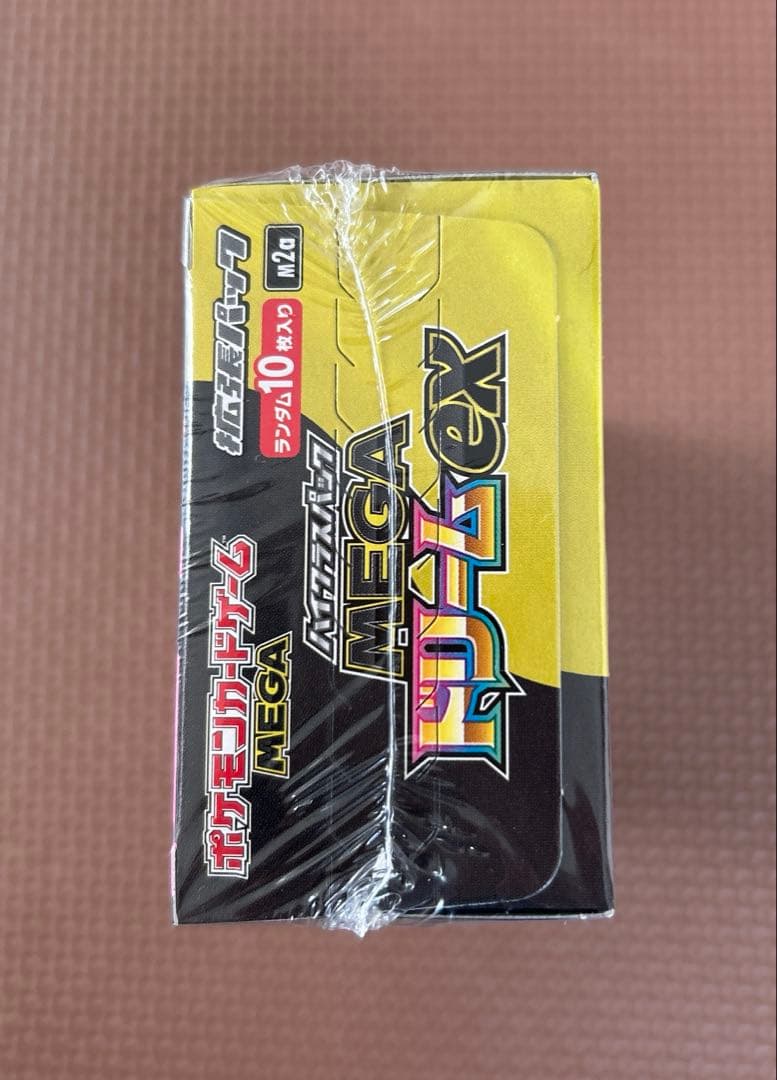 ポケモンカードゲーム™
MEGA
拡張パック
ランダム10枚入り
M2a
ハイクラスパック
MEGA
ドリームex